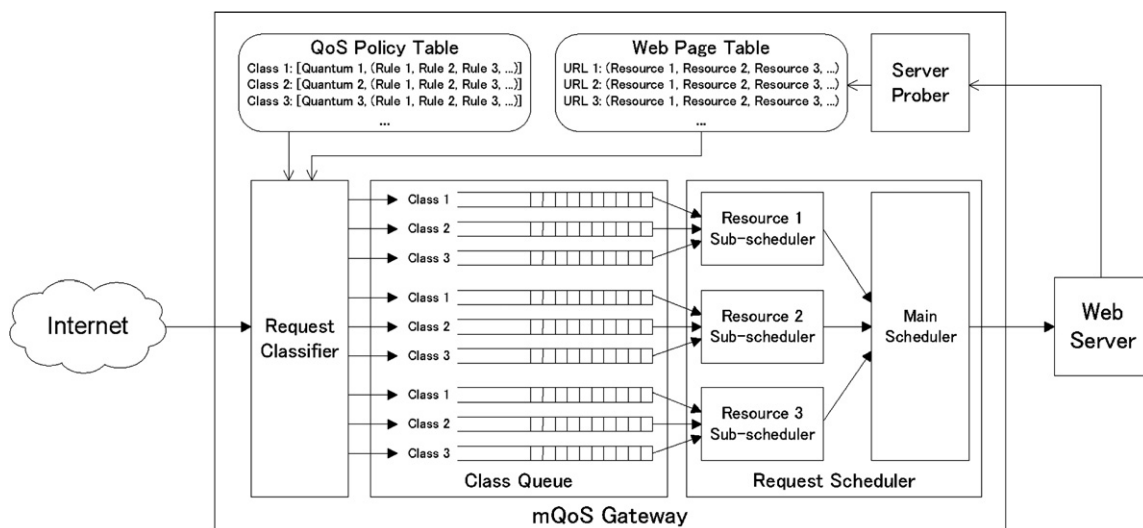 QoS Policy Table
Class 1: [Quantum 1, (Rule 1, Rule 2, Rule 3, ...)]
Class 2: [Quantum 2, (Rule 1, Rule 2, Rule 3, ...)]
Class 3: [Quantum 3, (Rule 1, Rule 2, Rule 3, ...)]
...
Web Page Table
URL 1: (Resource 1, Resource 2, Resource 3, ...)
URL 2: (Resource 1, Resource 2, Resource 3, ...)
URL 3: (Resource 1, Resource 2, Resource 3, ...)
...
Server
Prober
Internet
Request
Classifier
Class 1
Class 2
Class 3
Class 1
Class 2
Class 3
Class 1
Class 2
Class 3
Class Queue
Resource 1
Sub-scheduler
Resource 2
Sub-scheduler
Resource 3
Sub-scheduler
Main
Scheduler
Request Scheduler
Web
Server
mQoS Gateway